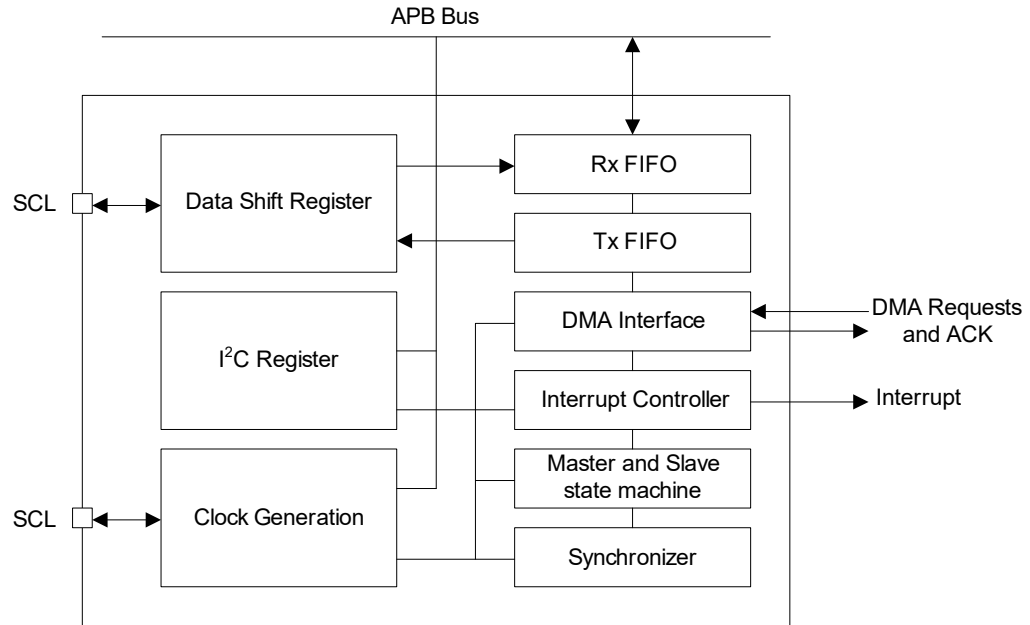 APB Bus
SCL
Data Shift Register
Rx FIFO
Tx FIFO
I²C Register
DMA Interface
DMA Requests
and ACK
Interrupt Controller
Interrupt
SCL
Clock Generation
Master and Slave
state machine
Synchronizer